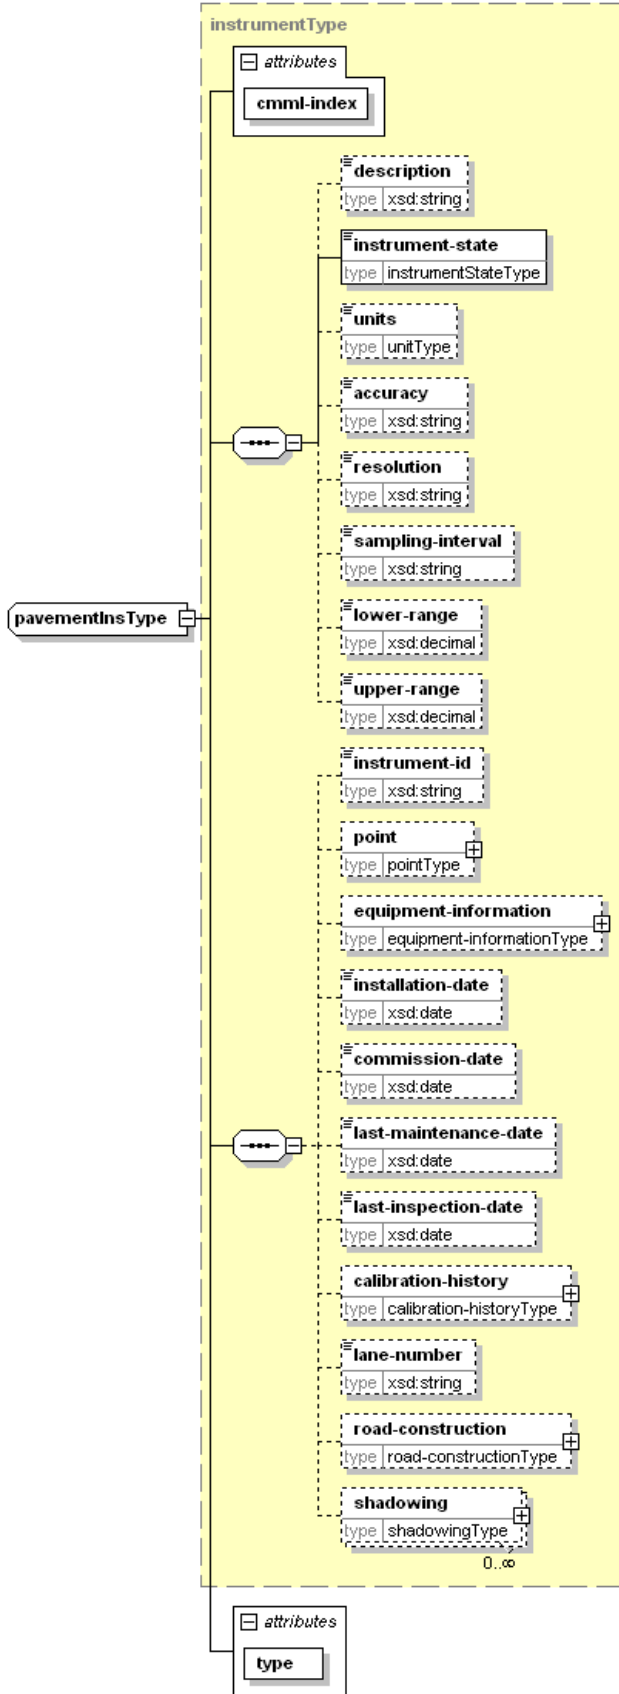 instrumentType
attributes
cmml-index
description
type xsd:string
instrument-state
type instrumentStateType
units
type unitType
accuracy
type xsd:string
resolution
type xsd:string
sampling-interval
type xsd:string
pavementInsType
lower-range
type xsd:decimal
upper-range
type xsd:decimal
instrument-id
type xsd:string
point
type pointType
equipment-information
type equipment-informationType
installation-date
type xsd:date
commission-date
type xsd:date
last-maintenance-date
type xsd:date
last-inspection-date
type xsd:date
calibration-history
type calibration-historyType
lane-number
type xsd:string
road-construction
type road-constructionType
shadowing
type shadowingType
0..∞
attributes
type